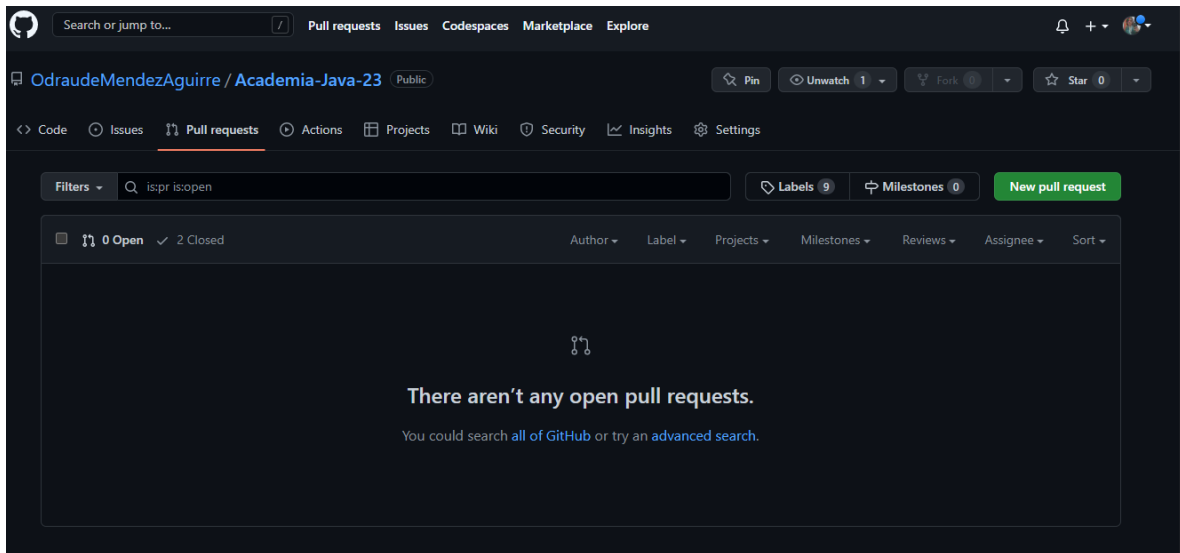 Search or jump to... / Pull requests Issues Codespaces Marketplace Explore
OdraudeMendezAguirre / Academia-Java-23 Public Pin Unwatch 1 Fork 0 Star 0
Code Issues Pull requests Actions Projects Wiki Security Insights Settings
Filters is:pr is:open Labels 9 Milestones 0 New pull request
0 Open 2 Closed Author Label Projects Milestones Reviews Assignee Sort
There aren’t any open pull requests.
You could search all of GitHub or try an advanced search.